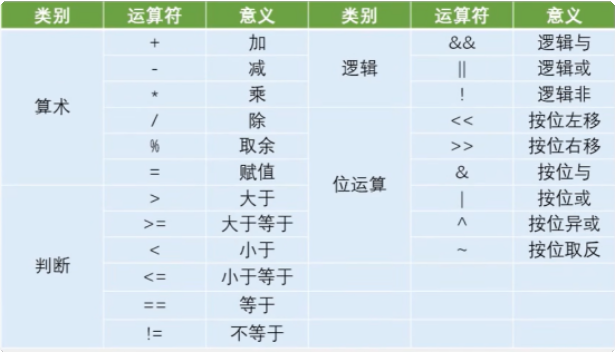 类别 运算符 意义 类别 运算符 意义
算术 + 加 逻辑 && 逻辑与
- 减 || 逻辑或
* 乘 ! 逻辑非
/ 除 位运算 << 按位左移
% 取余 >> 按位右移
= 赋值 & 按位与
判断 > 大于 | 按位或
>= 大于等于 ^ 按位异或
< 小于 ~ 按位取反
<= 小于等于
== 等于
!= 不等于